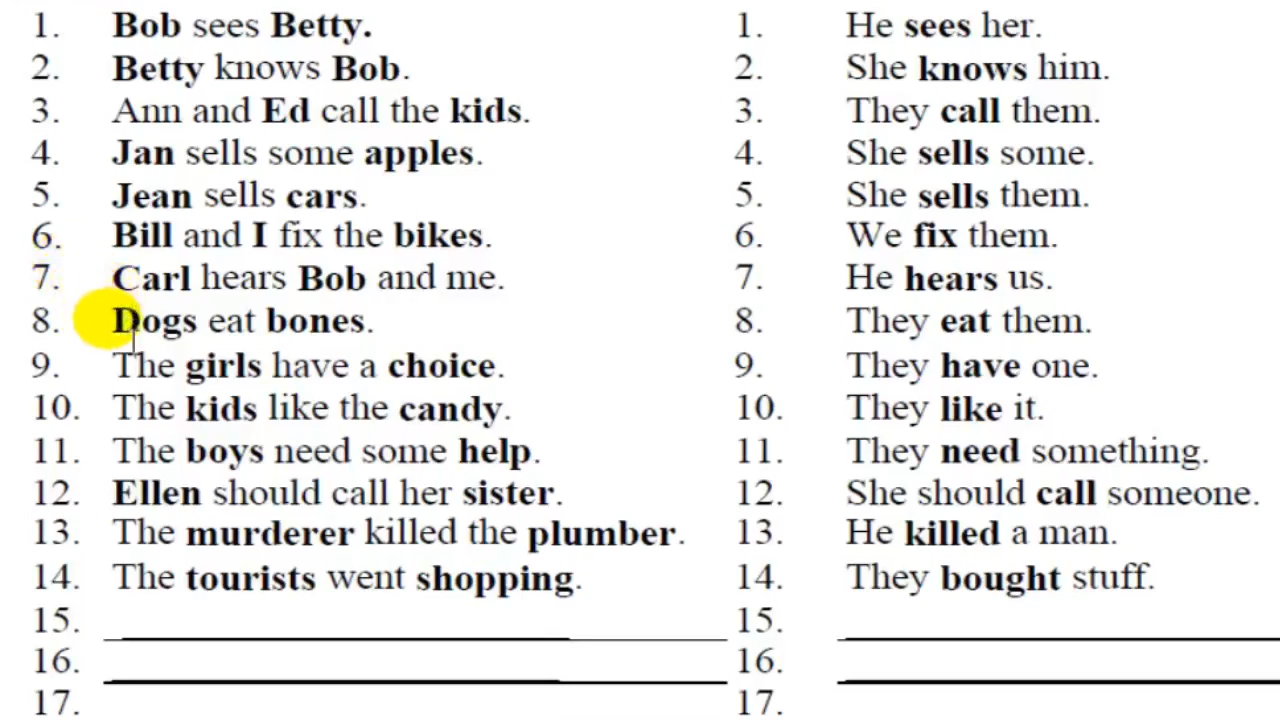 1. Bob sees Betty. 1. He sees her.
2. Betty knows Bob. 2. She knows him.
3. Ann and Ed call the kids. 3. They call them.
4. Jan sells some apples. 4. She sells some.
5. Jean sells cars. 5. She sells them.
6. Bill and I fix the bikes. 6. We fix them.
7. Carl hears Bob and me. 7. He hears us.
8. Dogs eat bones. 8. They eat them.
9. The girls have a choice. 9. They have one.
10. The kids like the candy. 10. They like it.
11. The boys need some help. 11. They need something.
12. Ellen should call her sister. 12. She should call someone.
13. The murderer killed the plumber. 13. He killed a man.
14. The tourists went shopping. 14. They bought stuff.
15. 15.
16. 16.
17. 17.